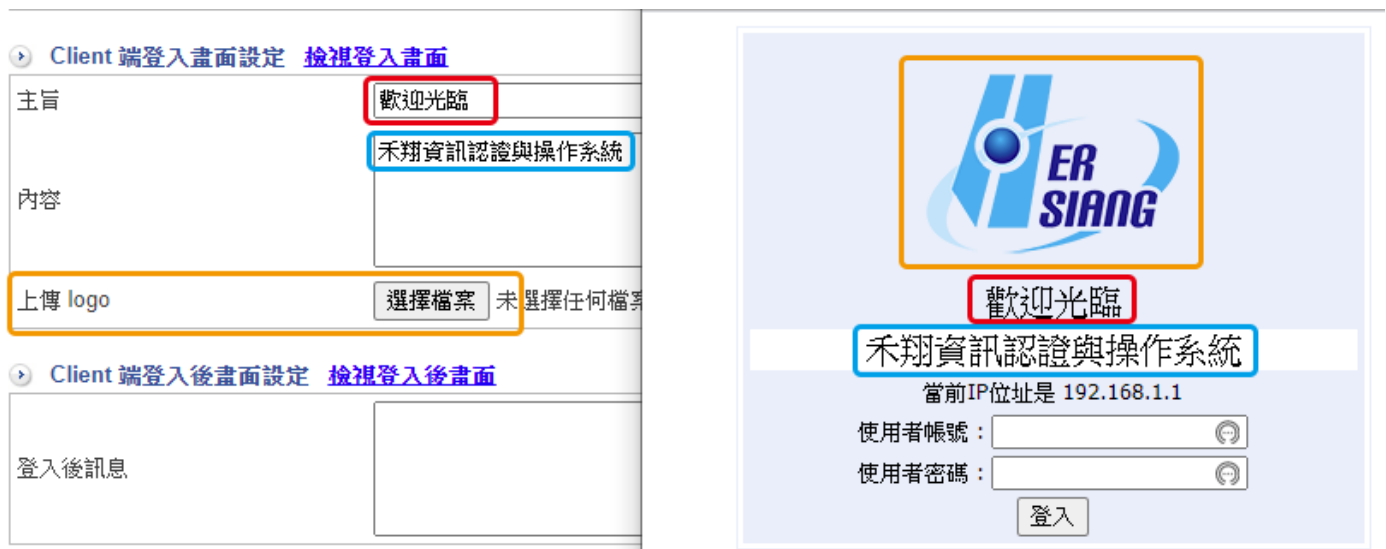 Client 端登入畫面設定 檢視登入畫面
主旨
歡迎光臨
內容
禾翔資訊認證與操作系統
上傳 logo
選擇檔案 未選擇任何檔案
Client 端登入後畫面設定 檢視登入後畫面
登入後訊息
H
ER
SIANG
歡迎光臨
禾翔資訊認證與操作系統
當前IP位址是 192.168.1.1
使用者帳號：
使用者密碼：
登入